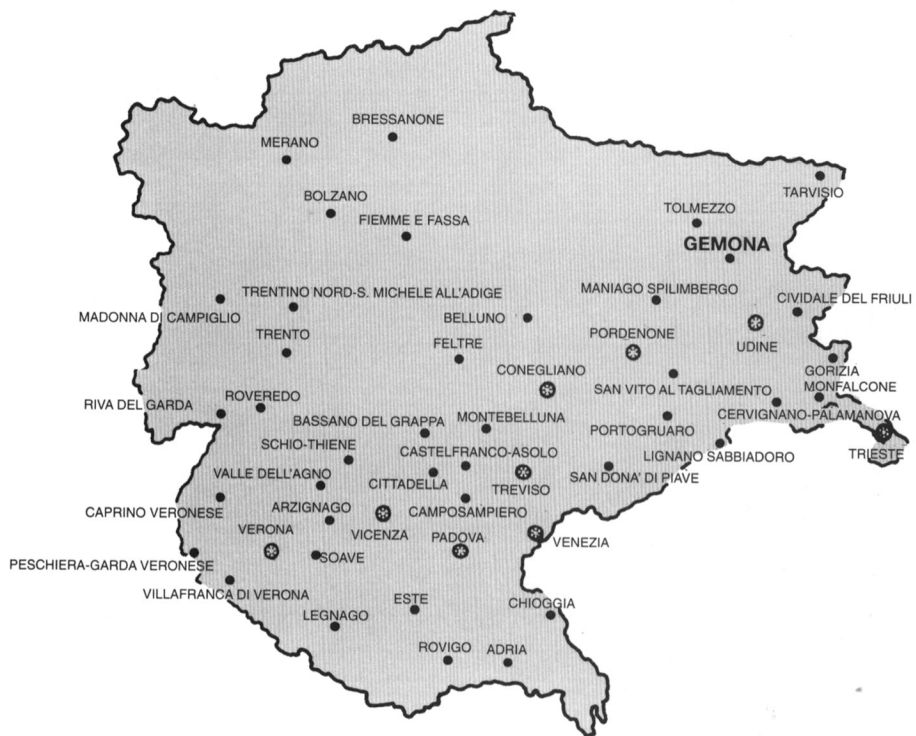 BRESSANONE
MERANO
TARVISIO
BOLZANO
TOLMEZZO
FIEMME E FASSA
GEMONA
TRENTINO NORD-S. MICHELE ALL'ADIGE
MANIAGO SPILIMBERGO
CIVIDALE DEL FRIULI
MADONNA DI CAMPIGLIO
BELLUNO
TRENTO
PORDENONE
UDINE
FELTRE
CONEGLIANO
GORIZIA
SAN VITO AL TAGLIAMENTO
MONFALCONE
RIVA DEL GARDA
ROVEREDO
BASSANO DEL GRAPPA
MONTEBELLUNA
PORTOGRUARO
CERVIGNANO-PALAMANOVA
SCHIO-THIENE
CASTELFRANCO-ASOLO
LIGNANO SABBIADORO
TRIESTE
VALLE DELL'AGNO
CITTADELLA
TREVISO
SAN DONA' DI PIAVE
CAPRINO VERONESE
ARZIGNAGO
CAMPOSAMPIERO
VERONA
VICENZA
PADOVA
VENEZIA
PESCHIERA-GARDA VERONESE
SOAVE
VILLAFRANCA DI VERONA
ESTE
CHIOGGIA
LEGNAGO
ROVIGO
ADRIA